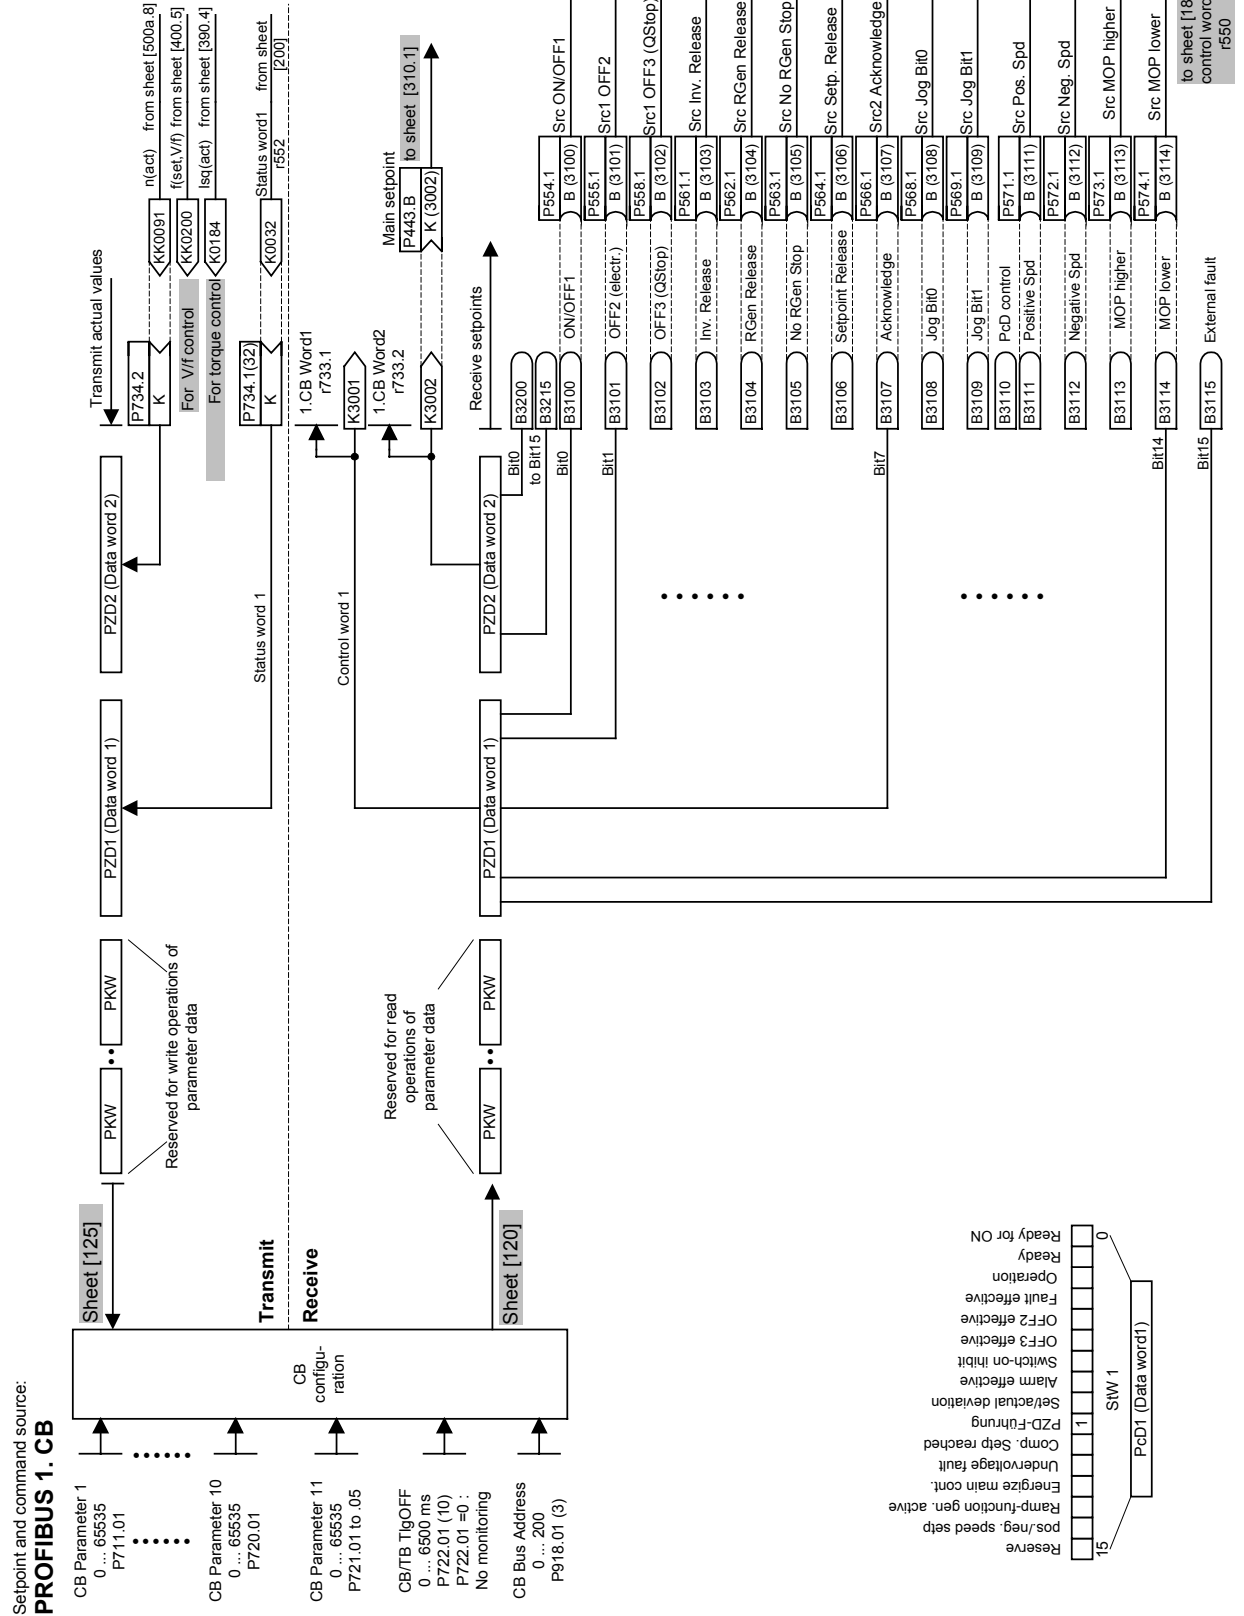 Setpoint and command source:
PROFIBUS 1. CB
CB Parameter 1
0 ... 65535
P711.01
CB Parameter 10
0 ... 65535
P720.01
CB Parameter 11
0 ... 65535
P721.01 to .05
CB/TB TlgOFF
0 ... 6500 ms
P722.01 (10)
P722.01 =0 :
No monitoring
CB Bus Address
0 ... 200
P918.01 (3)
CB
configu-
ration
Sheet [125]
Transmit
Receive
Sheet [120]
PKW
PKW
Reserved for write operations of
parameter data
PKW
PKW
Reserved for read
operations of
parameter data
PZD1 (Data word 1)
PZD2 (Data word 2)
Status word 1
Control word 1
PZD1 (Data word 1)
PZD2 (Data word 2)
Transmit actual values
P734.2
K
For V/f control
For torque control
P734.1(32)
K
KK0091
KK0200
K0184
K0032
n(act) from sheet [500a.8]
f(set,V/f) from sheet [400.5]
Isq(act) from sheet [390.4]
Status word1 from sheet
r552 [200]
1.CB Word1
r733.1
K3001
1.CB Word2
r733.2
K3002
Main setpoint
P443.B
K (3002)
to sheet [310.1]
Receive setpoints
Bit0
to Bit15
B3200
B3215
Bit0
B3100
ON/OFF1
P554.1
B (3100)
Src ON/OFF1
Bit1
B3101
OFF2 (electr.)
P555.1
B (3101)
Src1 OFF2
B3102
OFF3 (QStop)
P558.1
B (3102)
Src1 OFF3 (QStop)
B3103
Inv. Release
P561.1
B (3103)
Src Inv. Release
B3104
RGen Release
P562.1
B (3104)
Src RGen Release
B3105
No RGen Stop
P563.1
B (3105)
Src No RGen Stop
B3106
Setpoint Release
P564.1
B (3106)
Src Setp. Release
Bit7
B3107
Acknowledge
P566.1
B (3107)
Src2 Acknowledge
B3108
Jog Bit0
P568.1
B (3108)
Src Jog Bit0
B3109
Jog Bit1
P569.1
B (3109)
Src Jog Bit1
B3110
PcD control
B3111
Positive Spd
P571.1
B (3111)
Src Pos. Spd
B3112
Negative Spd
P572.1
B (3112)
Src Neg. Spd
B3113
MOP higher
P573.1
B (3113)
Src MOP higher
Bit14
B3114
MOP lower
P574.1
B (3114)
Src MOP lower
Bit15
B3115
External fault
to sheet [18
control word
r550
Reserve
pos./neg. speed setp
Ramp-function gen. active
Energize main cont.
Undervoltage fault
Comp. Setp reached
PZD-Führung
Set/actual deviation
Alarm effective
Switch-on ihibit
OFF3 effective
OFF2 effective
Fault effective
Operation
Ready
Ready for ON
1
15
StW 1
0
PcD1 (Data word1)